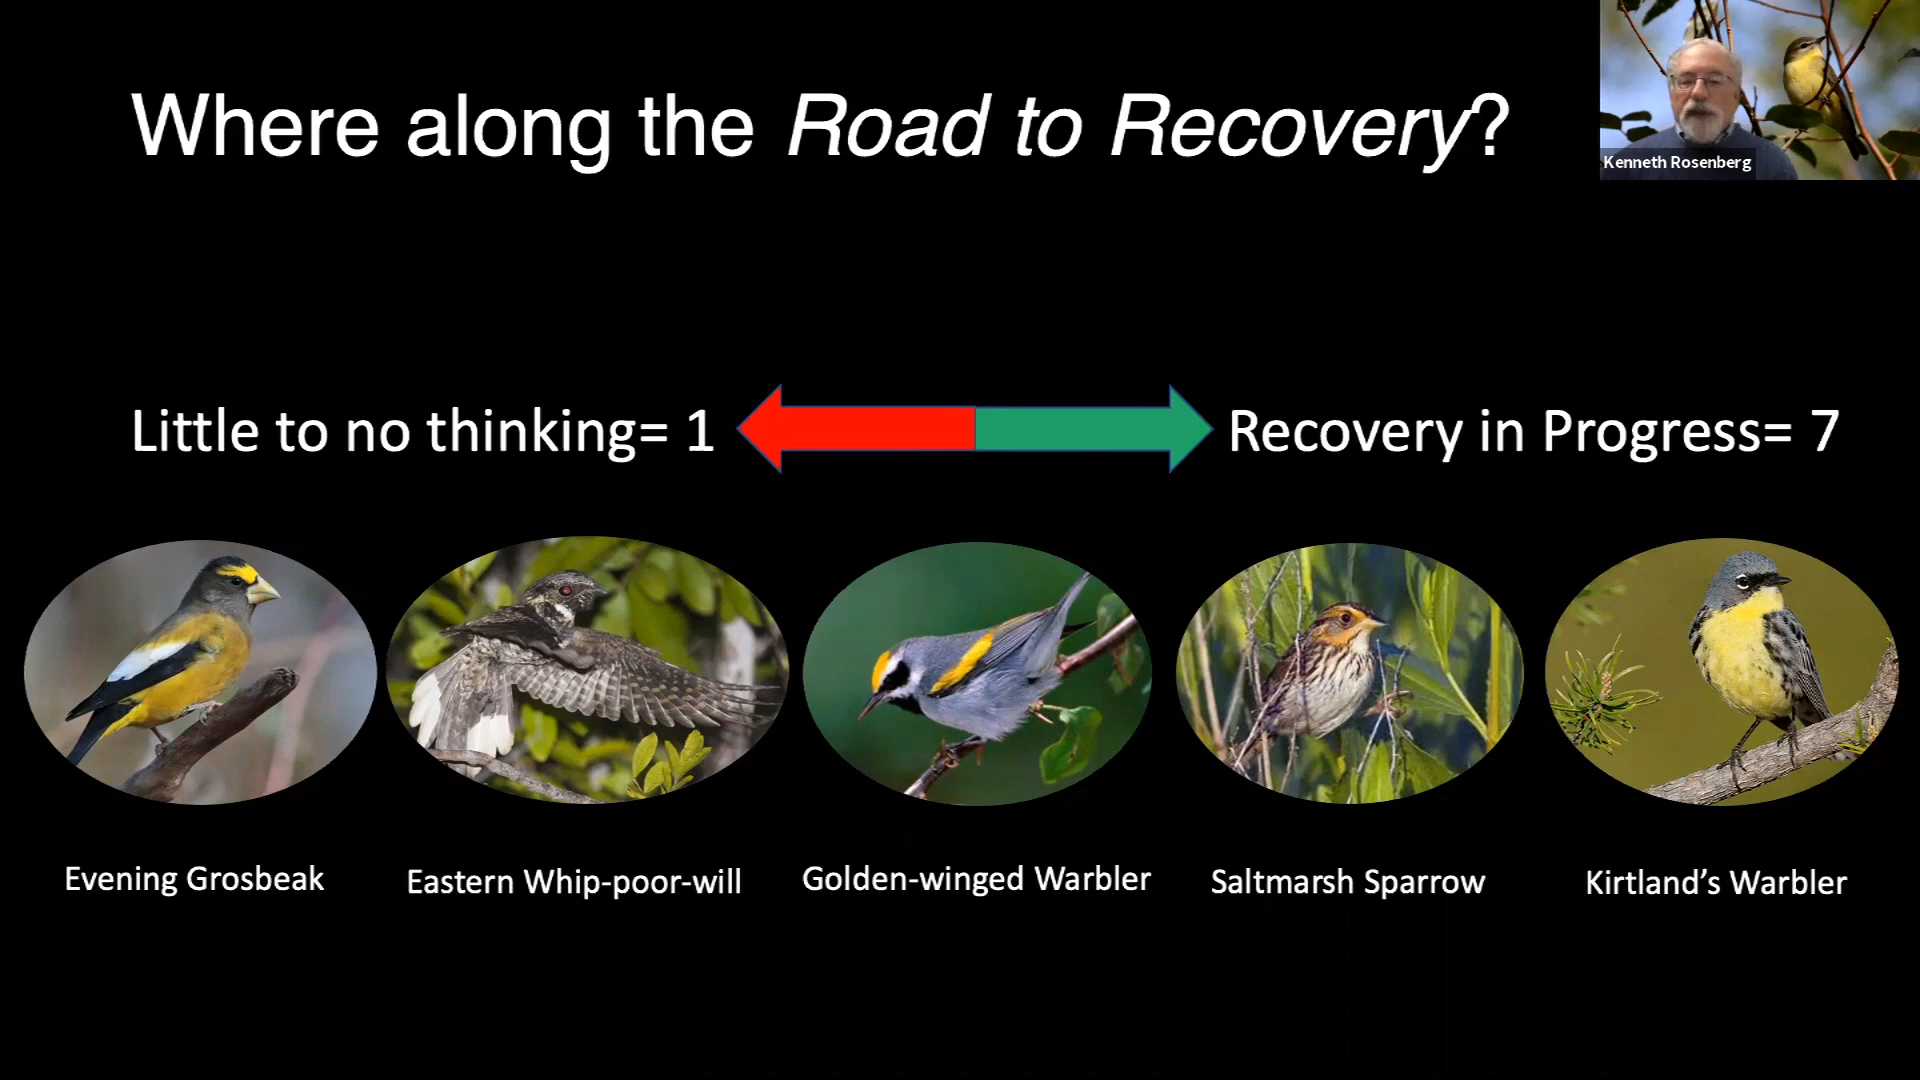 Where along the Road to Recovery?
Kenneth Rosenberg
Little to no thinking= 1
Recovery in Progress= 7
Evening Grosbeak
Eastern Whip-poor-will
Golden-winged Warbler
Saltmarsh Sparrow
Kirtland’s Warbler